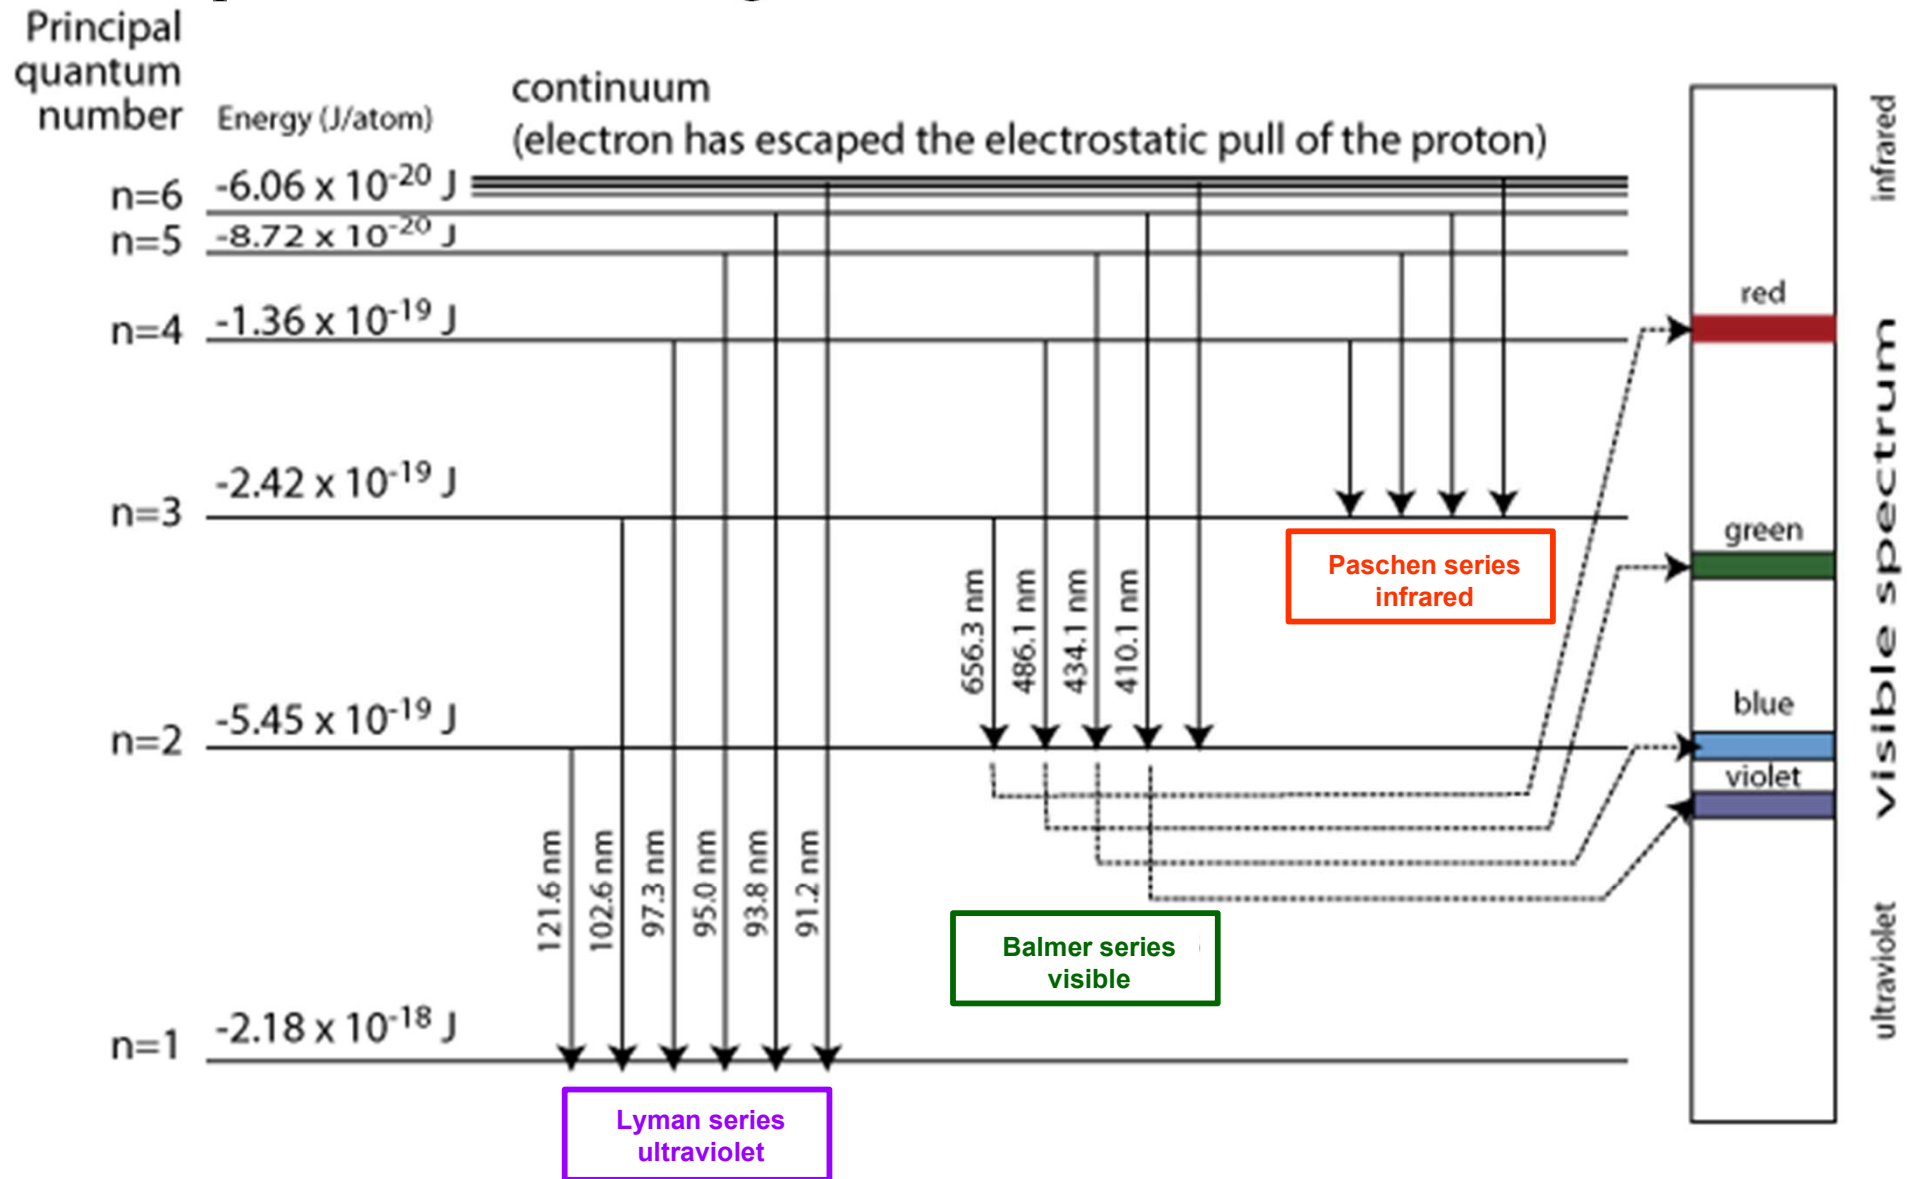 Principal
quantum
number
Energy (J/atom)
continuum
(electron has escaped the electrostatic pull of the proton)
n=6
-6.06 x 10-20 J
n=5
-8.72 x 10-20 J
n=4
-1.36 x 10-19 J
n=3
-2.42 x 10-19 J
n=2
-5.45 x 10-19 J
n=1
-2.18 x 10-18 J
121.6 nm
102.6 nm
97.3 nm
95.0 nm
93.8 nm
91.2 nm
656.3 nm
486.1 nm
434.1 nm
410.1 nm
Paschen series
infrared
Balmer series
visible
Lyman series
ultraviolet
red
green
blue
violet
infrared
visible spectrum
ultraviolet